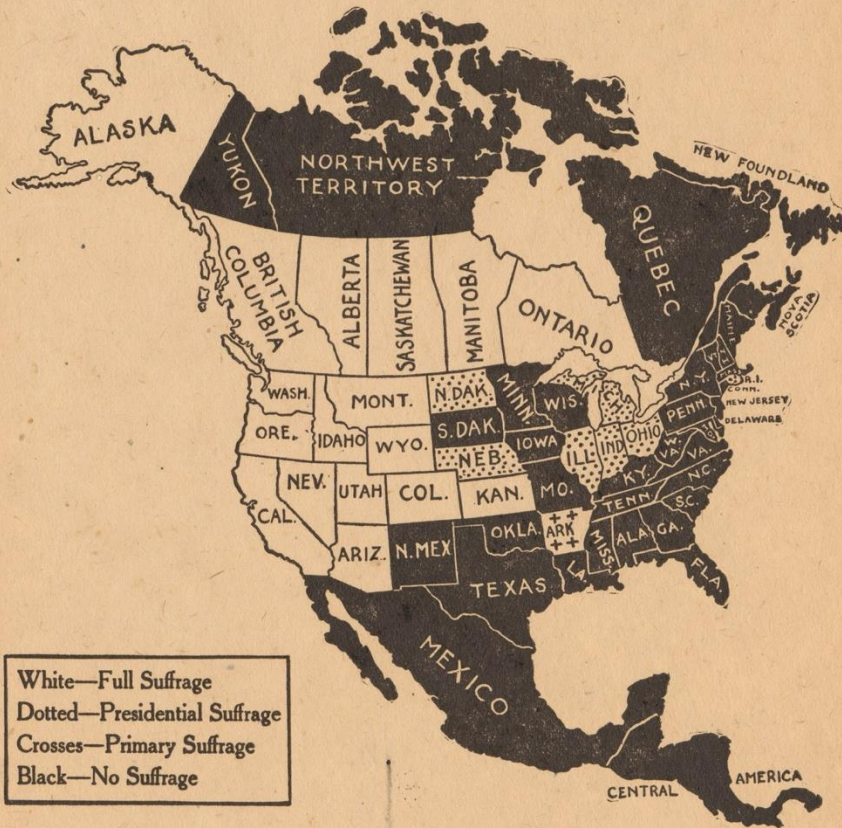 ALASKA
YUKON
NORTHWEST
TERRITORY
NEW FOUNDLAND
QUEBEC
BRITISH
COLUMBIA
ALBERTA
SASKATCHEWAN
MANITOBA
ONTARIO
NOVA
SCOTIA
MAINE
WASH.
MONT.
N.DAK.
MINN.
WIS.
N.Y.
R.I.
CONN.
NEW JERSEY
DELAWARE
ORE.
IDAHO
WYO.
S.DAK.
IOWA
NEB.
ILL.
IND.
OHIO
PENN.
W.
VA.
VA.
NEV.
UTAH
COL.
KAN.
MO.
KY.
N.C.
CAL.
TENN.
S.C.
ARIZ.
N.MEX
OKLA.
ARK
MISS.
ALA.
GA.
TEXAS
LA.
FLA.
MEXICO
CENTRAL
AMERICA
White—Full Suffrage
Dotted—Presidential Suffrage
Crosses—Primary Suffrage
Black—No Suffrage